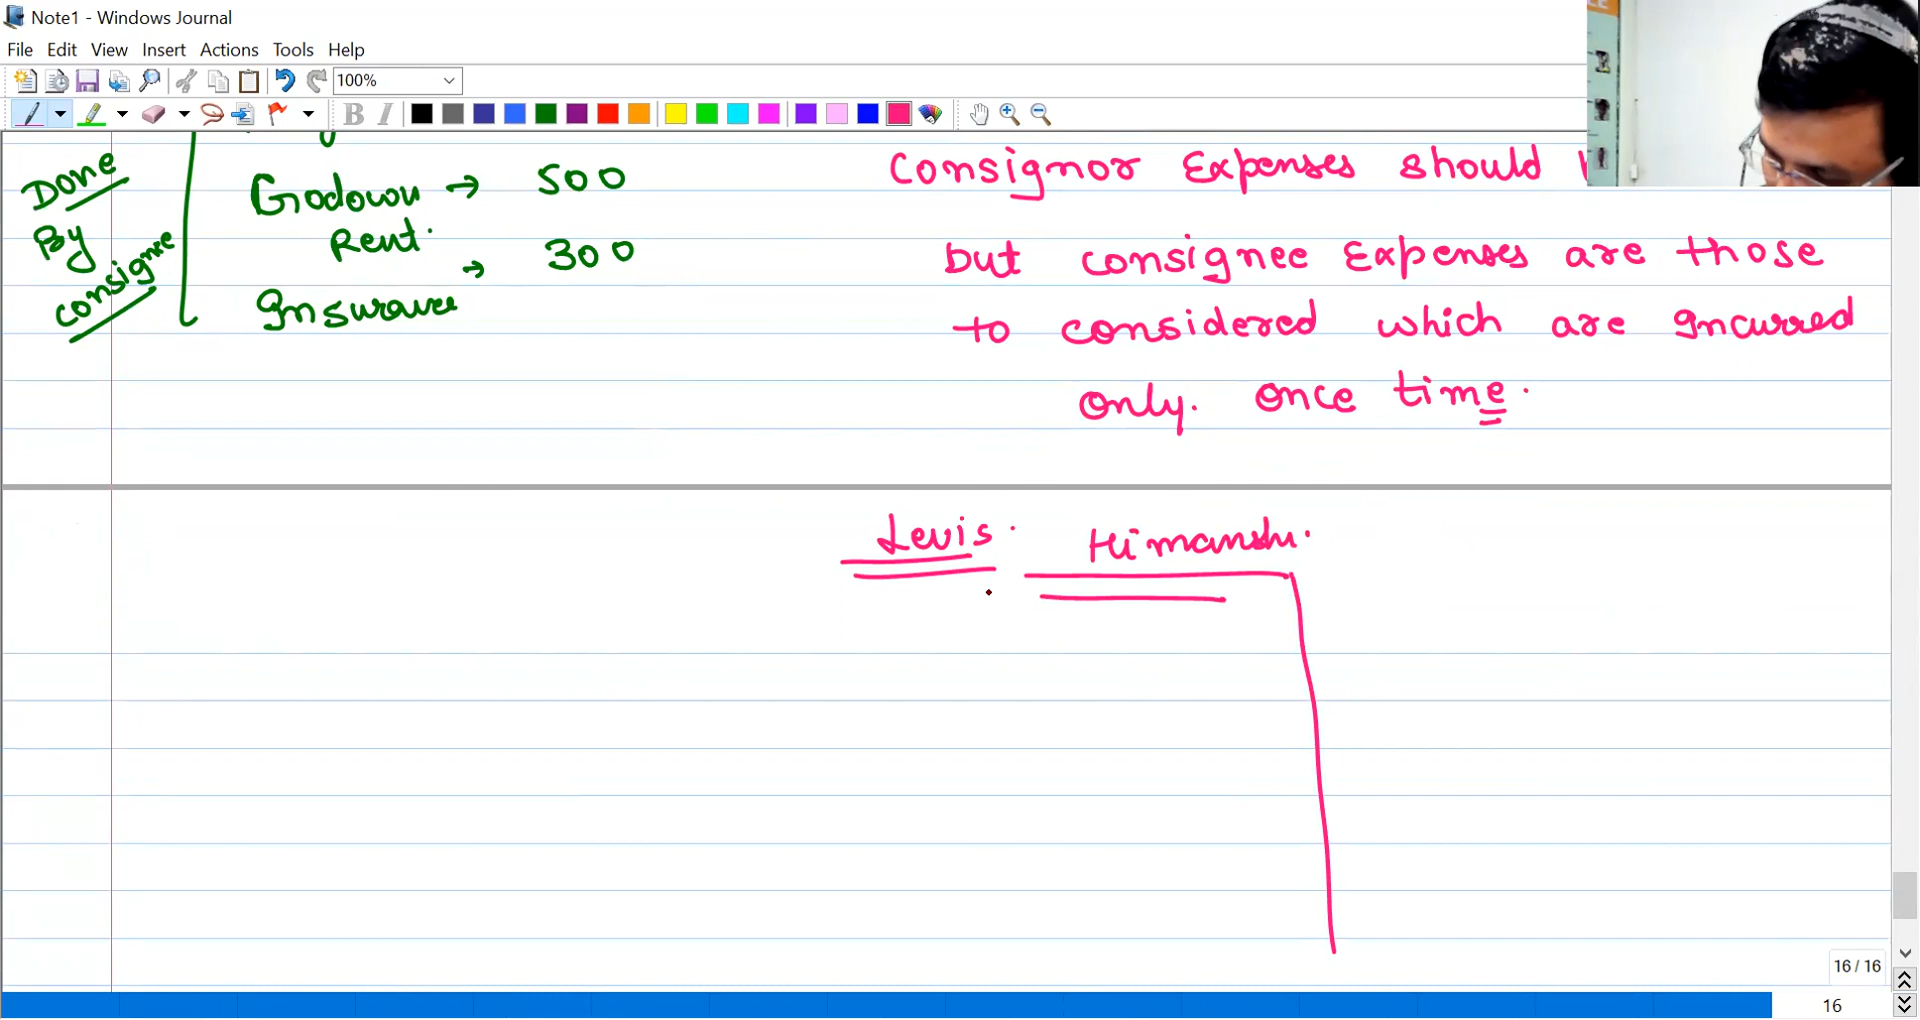 Note1 - Windows Journal
File Edit View Insert Actions Tools Help
100%
B I
Done
By
consignee
Godown → 500
Rent.
Insurance → 300
Consignor Expenses should
but consignee Expenses are those
to considered which are Incurred
only. once time.
Levis. Himanshu.
16 / 16
16